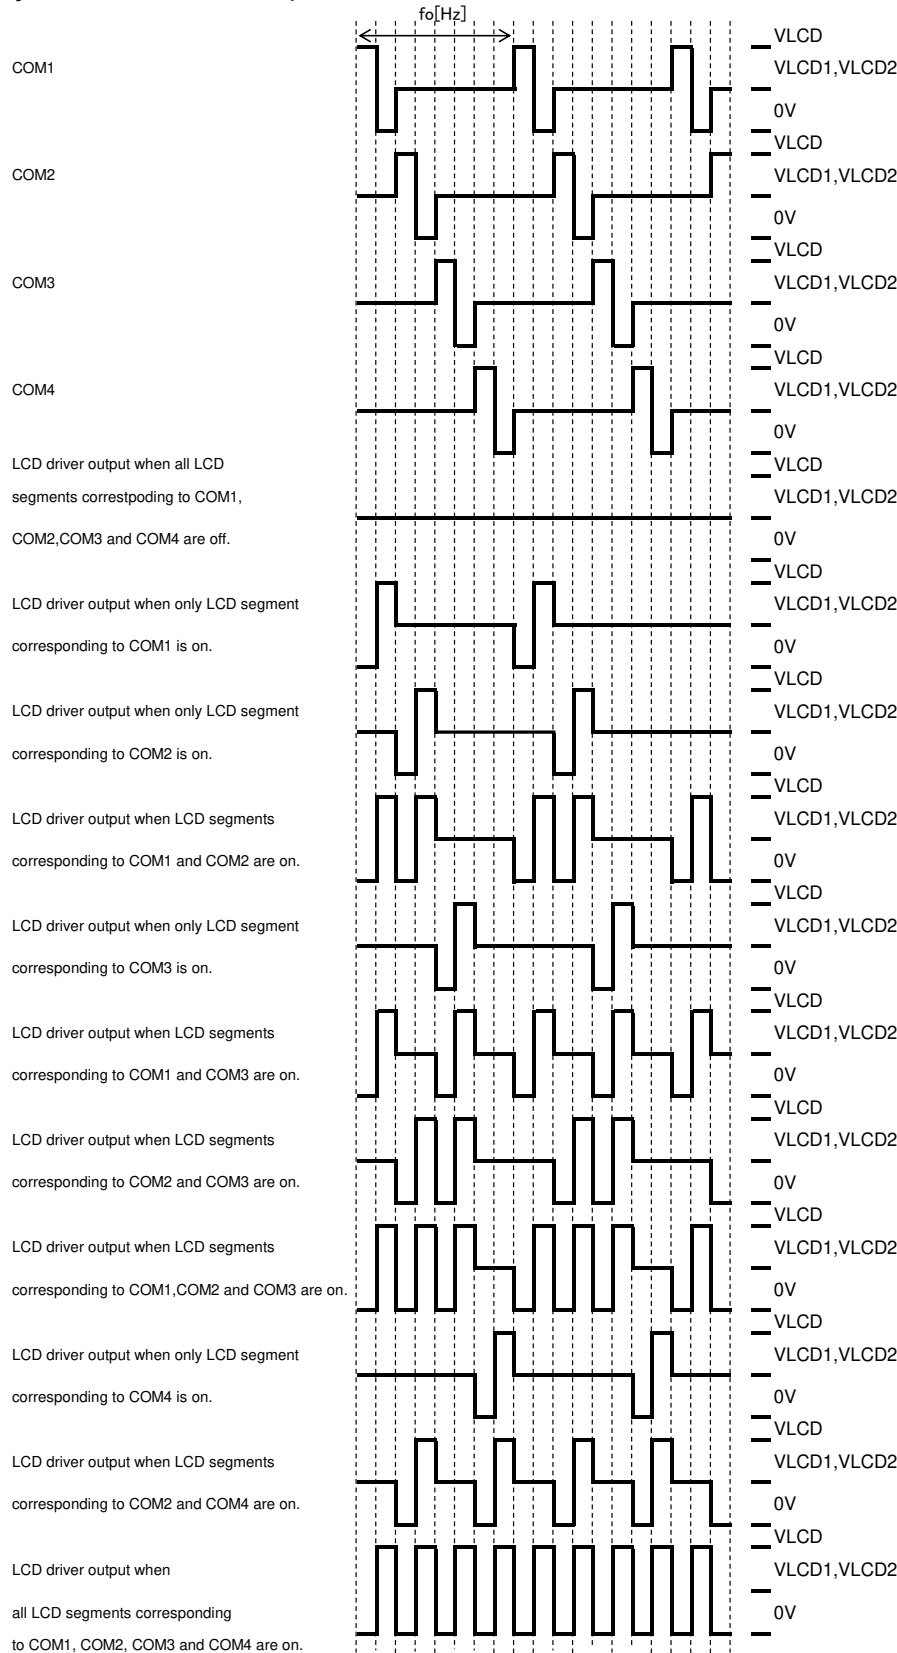 fo[Hz]
VLCD
COM1
VLCD1,VLCD2
0V
VLCD
COM2
VLCD1,VLCD2
0V
VLCD
COM3
VLCD1,VLCD2
0V
VLCD
COM4
VLCD1,VLCD2
0V
LCD driver output when all LCD
VLCD
segments correstpoding to COM1,
VLCD1,VLCD2
COM2,COM3 and COM4 are off.
0V
VLCD
LCD driver output when only LCD segment
VLCD1,VLCD2
corresponding to COM1 is on.
0V
VLCD
LCD driver output when only LCD segment
VLCD1,VLCD2
corresponding to COM2 is on.
0V
VLCD
LCD driver output when LCD segments
VLCD1,VLCD2
corresponding to COM1 and COM2 are on.
0V
VLCD
LCD driver output when only LCD segment
VLCD1,VLCD2
corresponding to COM3 is on.
0V
VLCD
LCD driver output when LCD segments
VLCD1,VLCD2
corresponding to COM1 and COM3 are on.
0V
VLCD
LCD driver output when LCD segments
VLCD1,VLCD2
corresponding to COM2 and COM3 are on.
0V
VLCD
LCD driver output when LCD segments
VLCD1,VLCD2
corresponding to COM1,COM2 and COM3 are on.
0V
VLCD
LCD driver output when only LCD segment
VLCD1,VLCD2
corresponding to COM4 is on.
0V
VLCD
LCD driver output when LCD segments
VLCD1,VLCD2
corresponding to COM2 and COM4 are on.
0V
VLCD
LCD driver output when
VLCD1,VLCD2
all LCD segments corresponding
0V
to COM1, COM2, COM3 and COM4 are on.